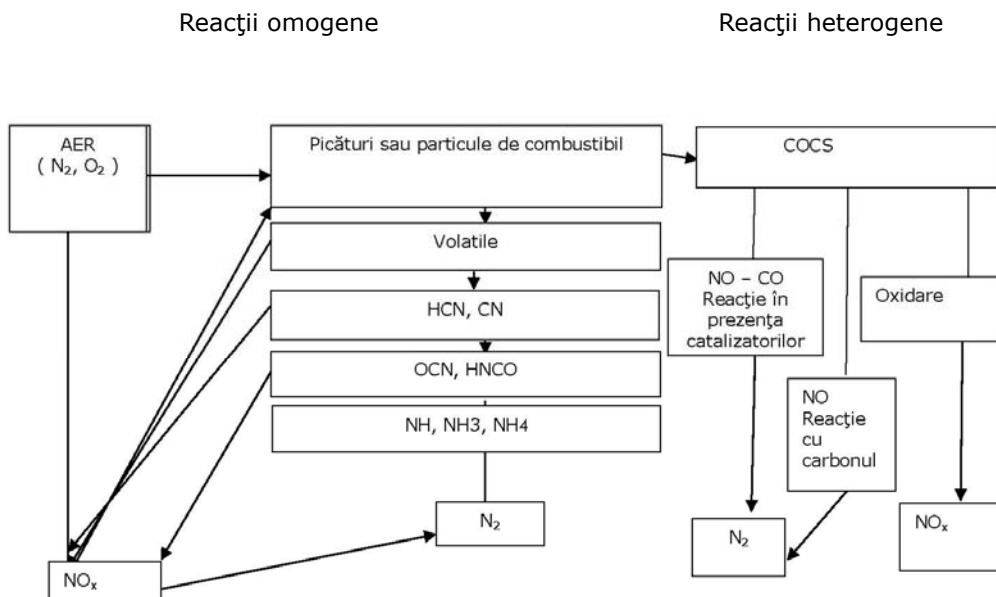 Reacţii omogene
Reacţii heterogene
AER
( N₂, O₂ )
Picături sau particule de combustibil
COCS
Volatile
HCN, CN
OCN, HNCO
NH, NH3, NH4
N₂
NOₓ
NO – CO
Reacţie în
prezenţa
catalizatorilor
Oxidare
NO
Reacţie
cu
carbonul
N₂
NOₓ